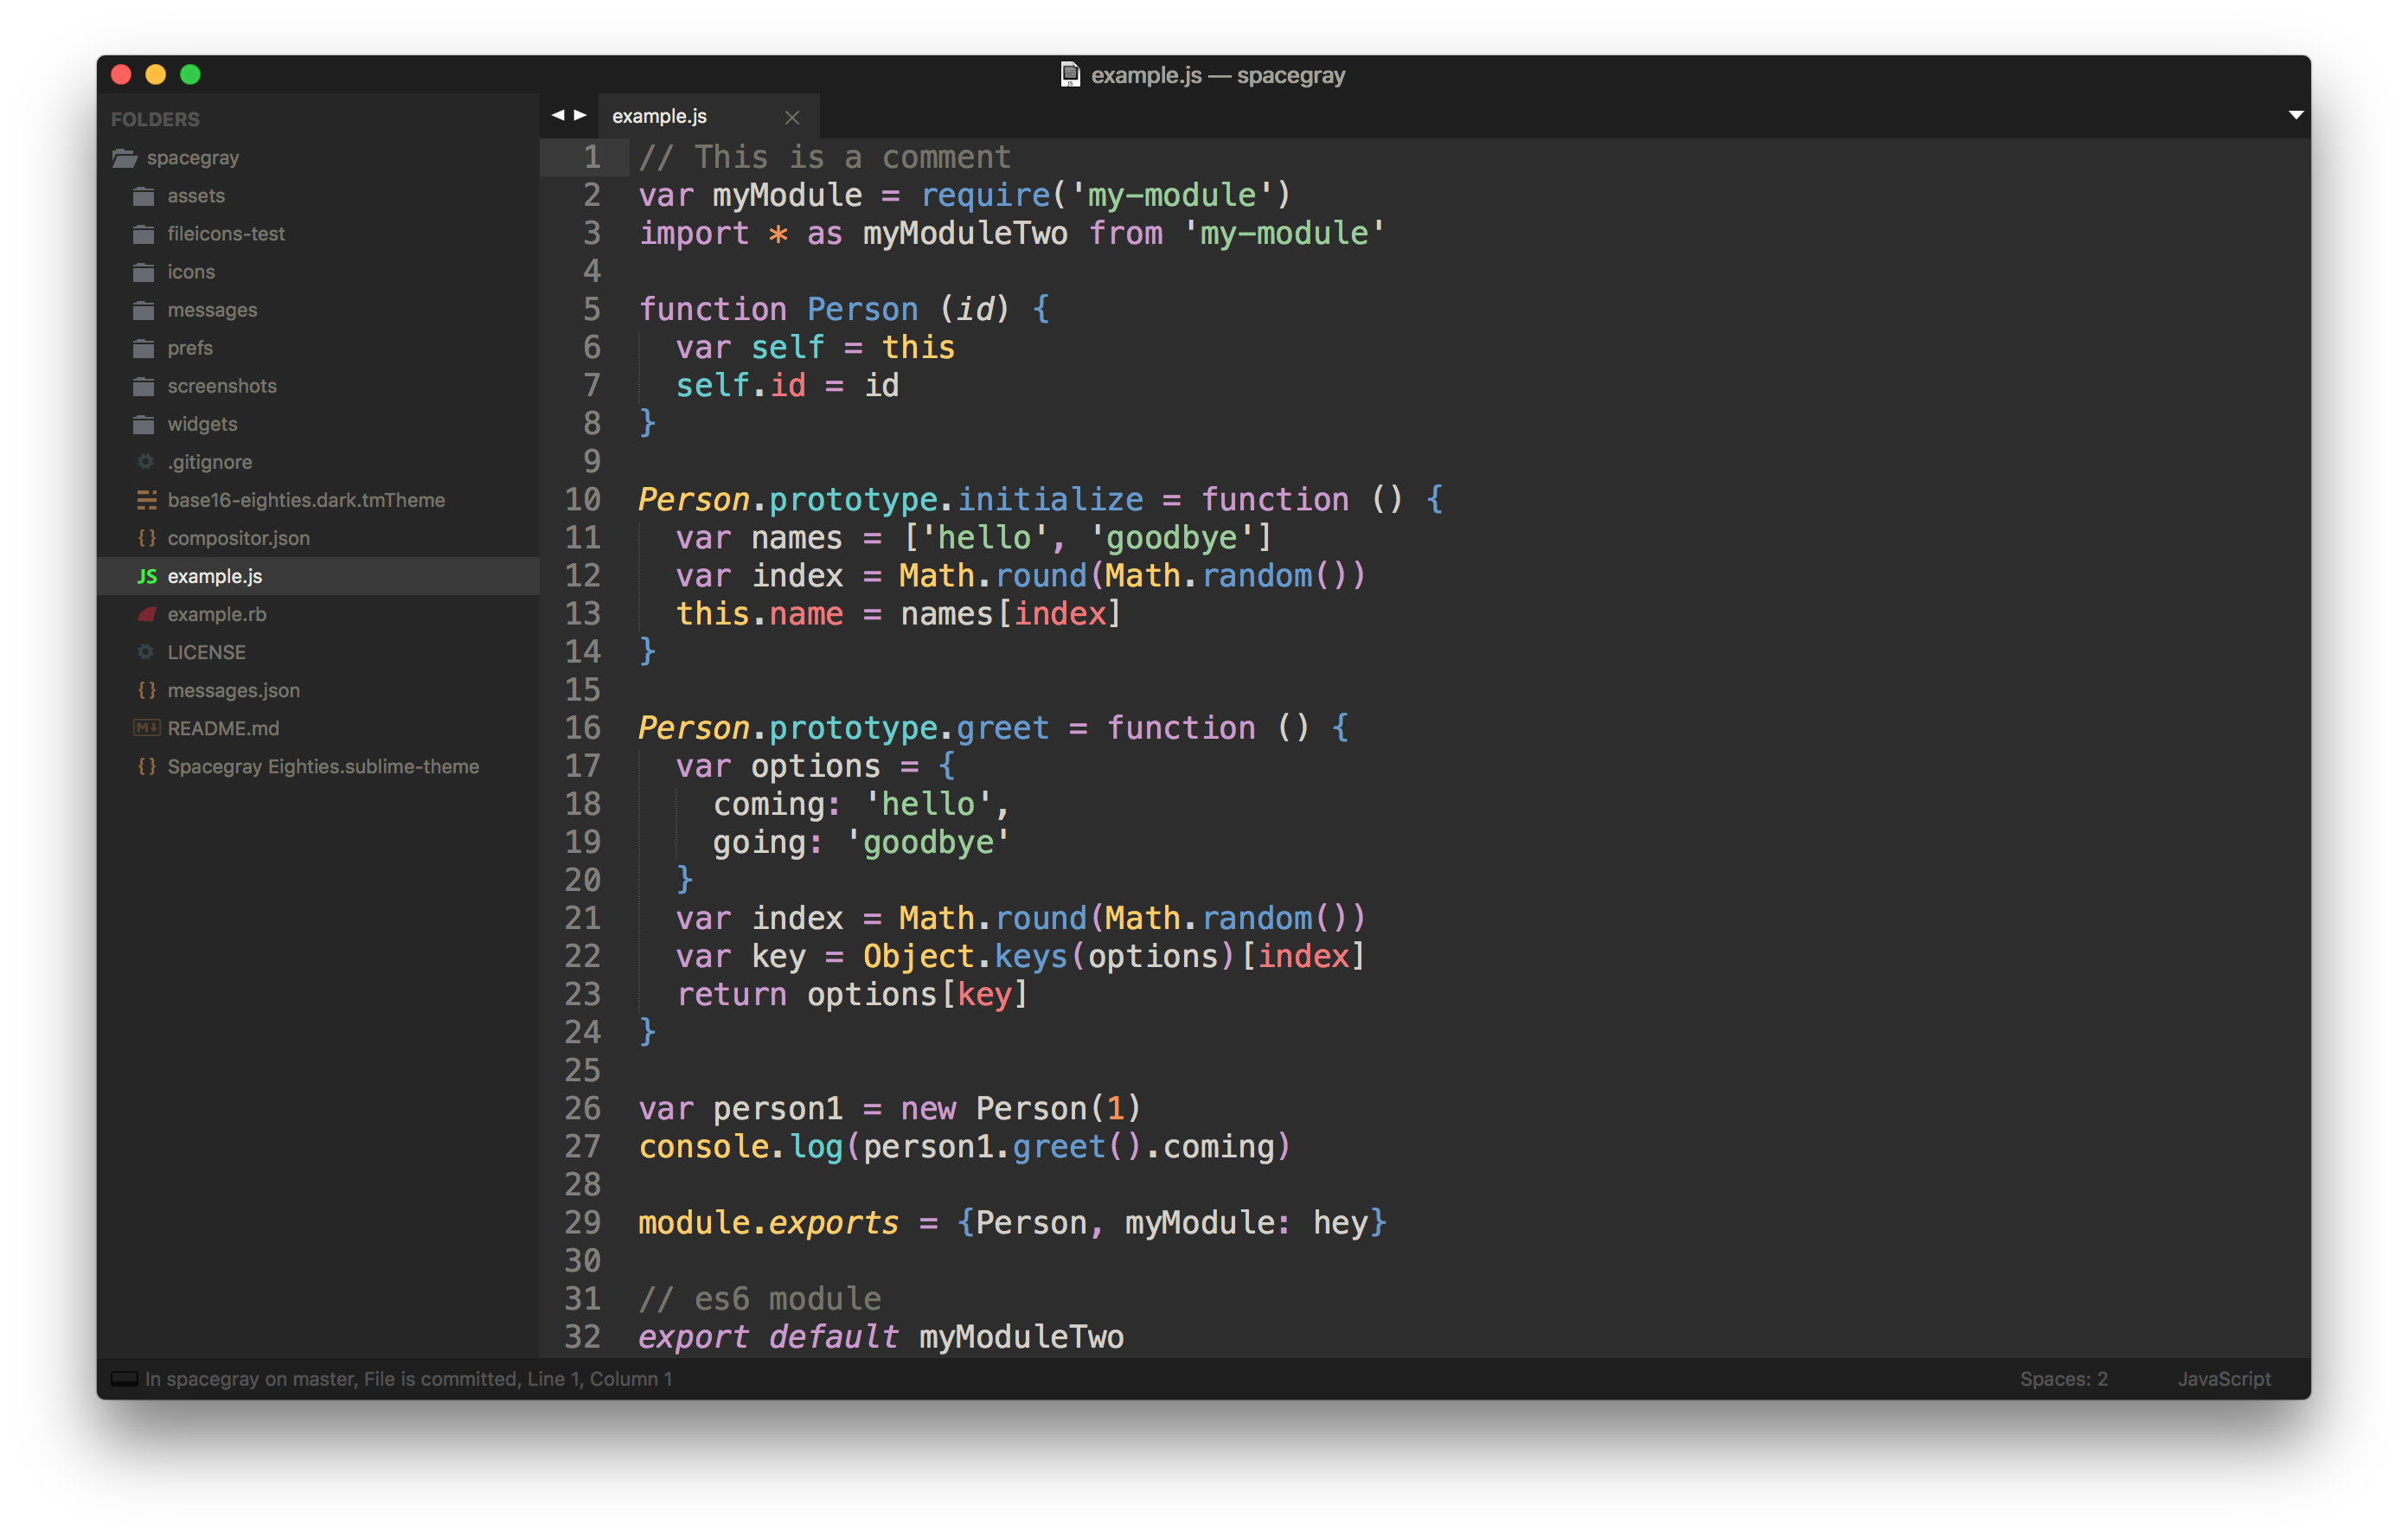 example.js — spacegray
FOLDERS
spacegray
assets
fileicons-test
icons
messages
prefs
screenshots
widgets
.gitignore
base16-eighties.dark.tmTheme
{} compositor.json
JS example.js
example.rb
LICENSE
{} messages.json
M↓ README.md
{} Spacegray Eighties.sublime-theme
example.js
1 // This is a comment
2 var myModule = require('my-module')
3 import * as myModuleTwo from 'my-module'
4
5 function Person (id) {
6   var self = this
7   self.id = id
8 }
9
10 Person.prototype.initialize = function () {
11   var names = ['hello', 'goodbye']
12   var index = Math.round(Math.random())
13   this.name = names[index]
14 }
15
16 Person.prototype.greet = function () {
17   var options = {
18     coming: 'hello',
19     going: 'goodbye'
20   }
21   var index = Math.round(Math.random())
22   var key = Object.keys(options)[index]
23   return options[key]
24 }
25
26 var person1 = new Person(1)
27 console.log(person1.greet().coming)
28
29 module.exports = {Person, myModule: hey}
30
31 // es6 module
32 export default myModuleTwo
In spacegray on master, File is committed, Line 1, Column 1
Spaces: 2
JavaScript